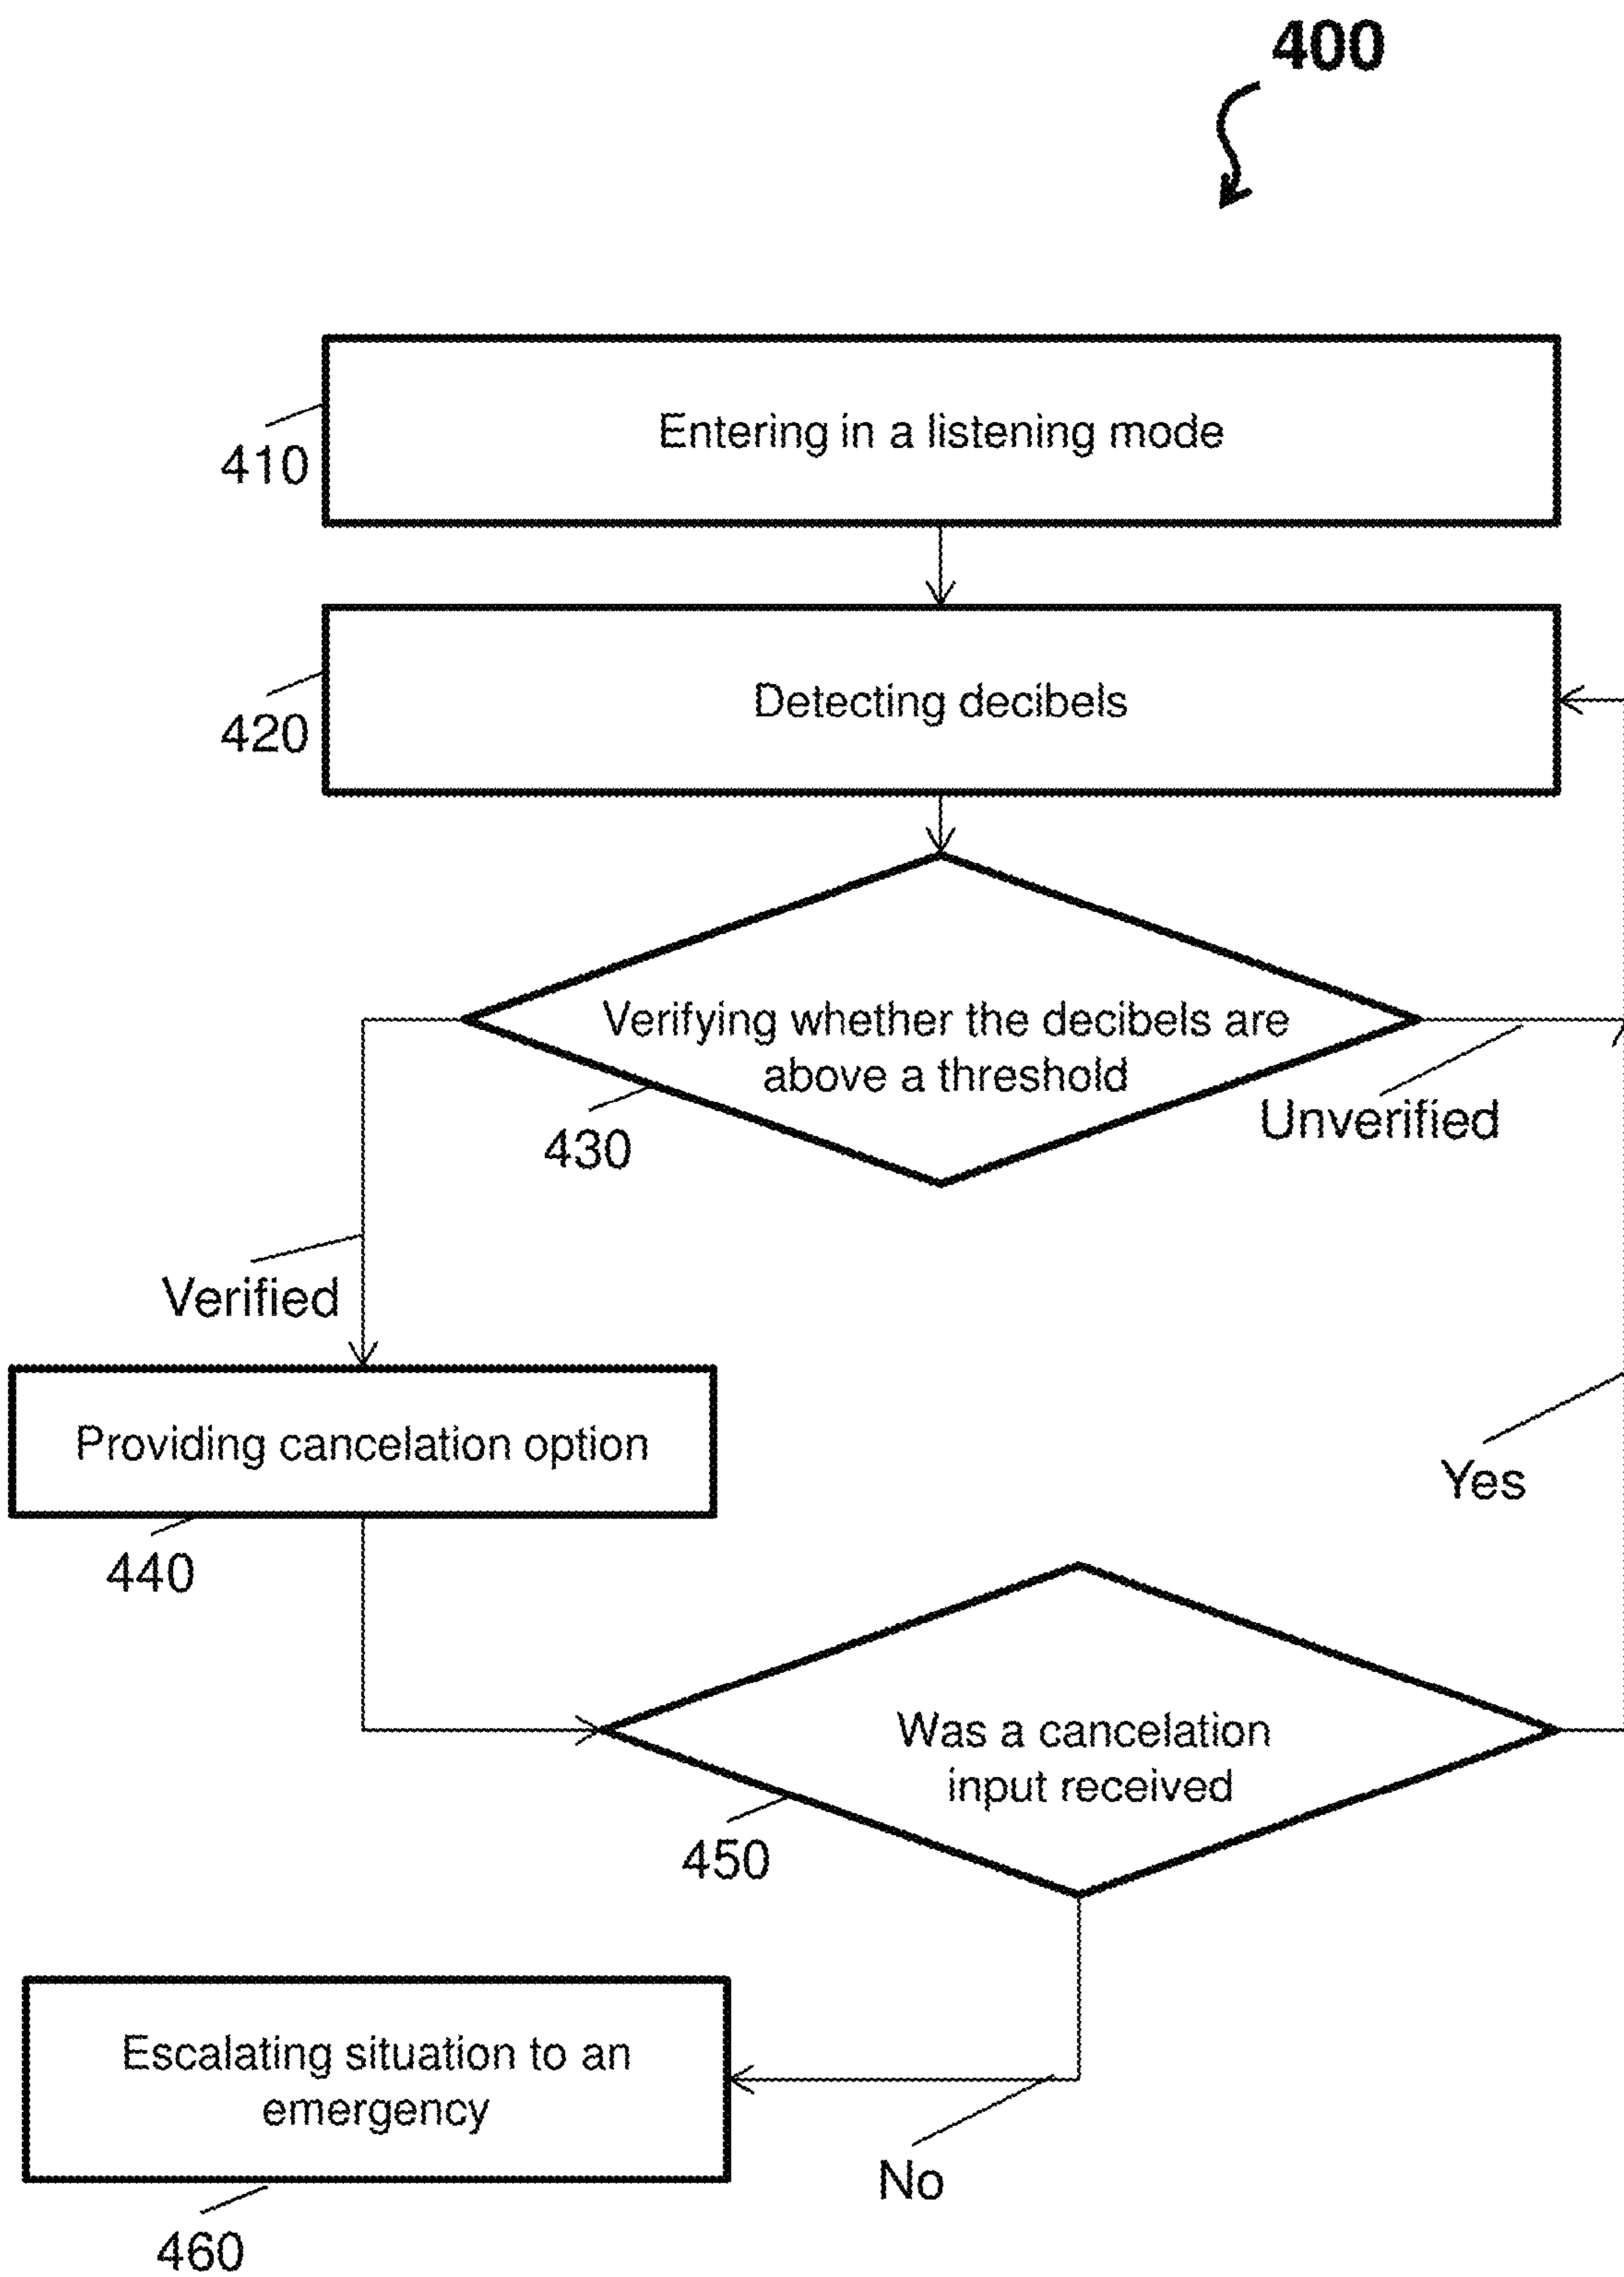 400
Entering in a listening mode
410
Detecting decibels
420
Verifying whether the decibels are
above a threshold
430
Unverified
Verified
Providing cancelation option
440
Yes
Was a cancelation
input received
450
Escalating situation to an
emergency
No
460